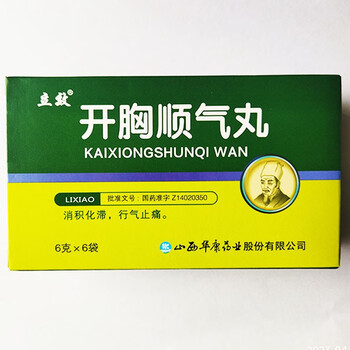 立效®
开胸顺气丸
KAIXIONGSHUNQI WAN
LIXIAO 批准文号：国药准字 Z14020350
消积化滞，行气止痛。
6克×6袋
山西华康药业股份有限公司